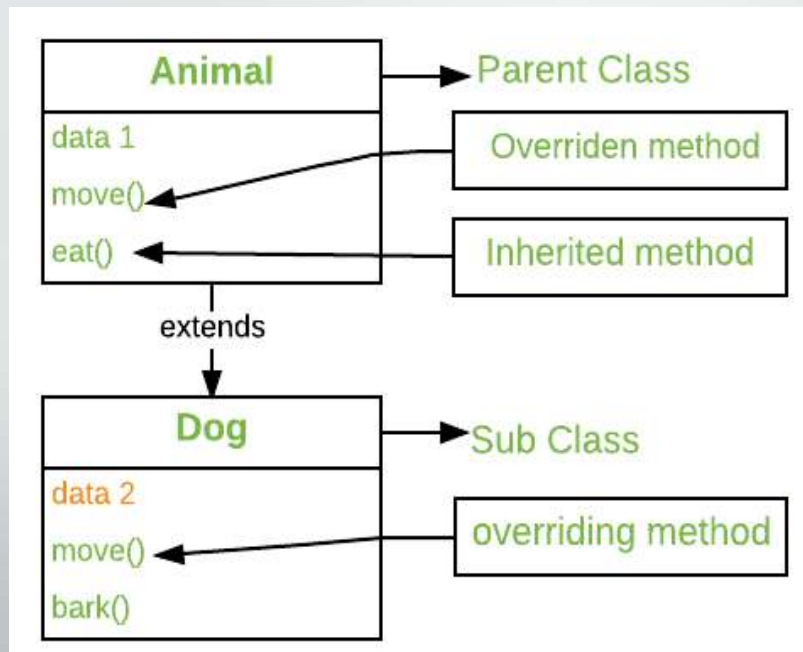 Animal
Parent Class
data 1
Overriden method
move()
eat()
Inherited method
extends
Dog
Sub Class
data 2
move()
overriding method
bark()